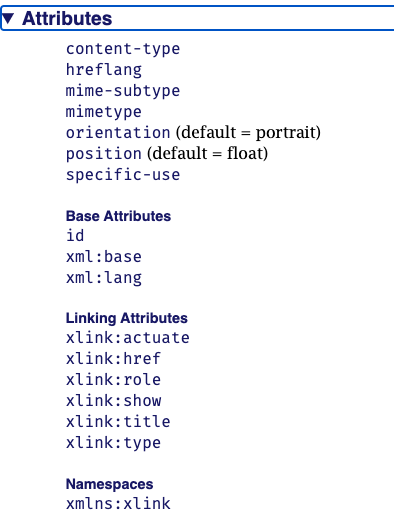 ▼ Attributes
content-type
hreflang
mime-subtype
mimetype
orientation (default = portrait)
position (default = float)
specific-use
Base Attributes
id
xml:base
xml:lang
Linking Attributes
xlink:actuate
xlink:href
xlink:role
xlink:show
xlink:title
xlink:type
Namespaces
xmlns:xlink